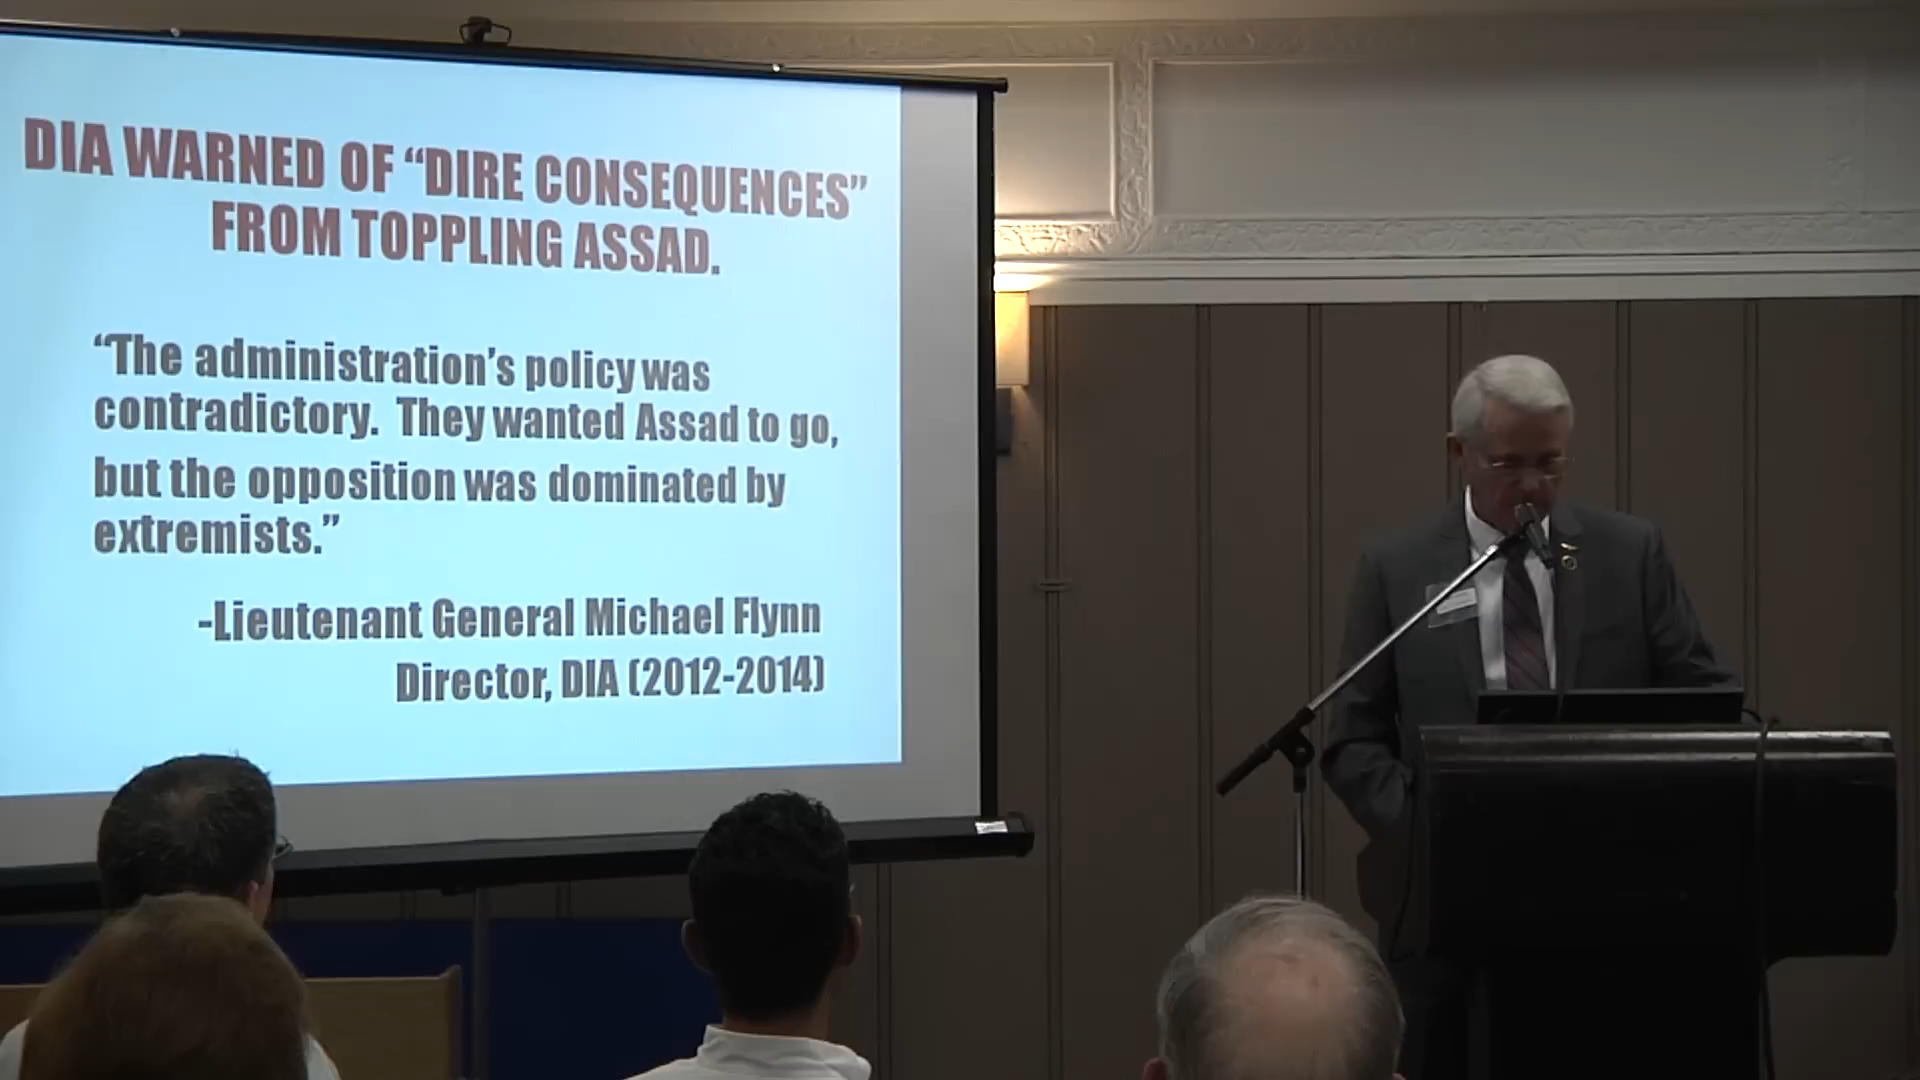 DIA WARNED OF “DIRE CONSEQUENCES”
FROM TOPPLING ASSAD.
“The administration’s policy was
contradictory. They wanted Assad to go,
but the opposition was dominated by
extremists.”
-Lieutenant General Michael Flynn
Director, DIA (2012-2014)